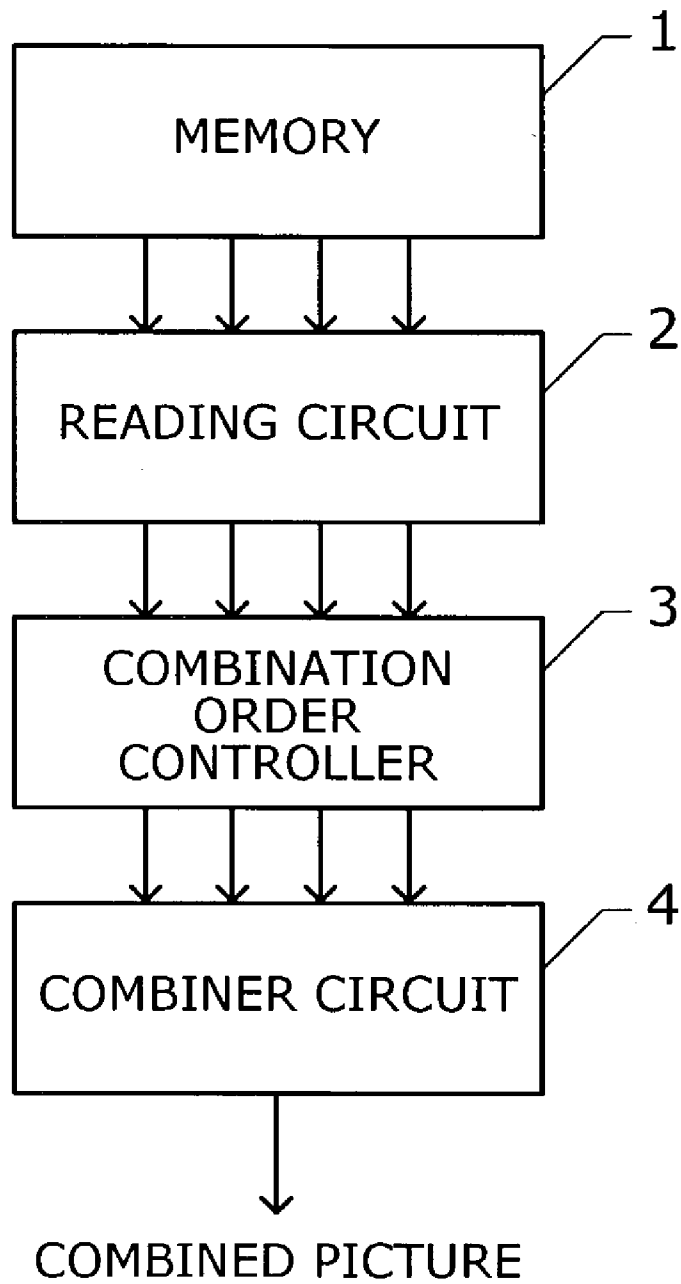 1
MEMORY
2
READING CIRCUIT
3
COMBINATION
ORDER
CONTROLLER
4
COMBINER CIRCUIT
COMBINED PICTURE